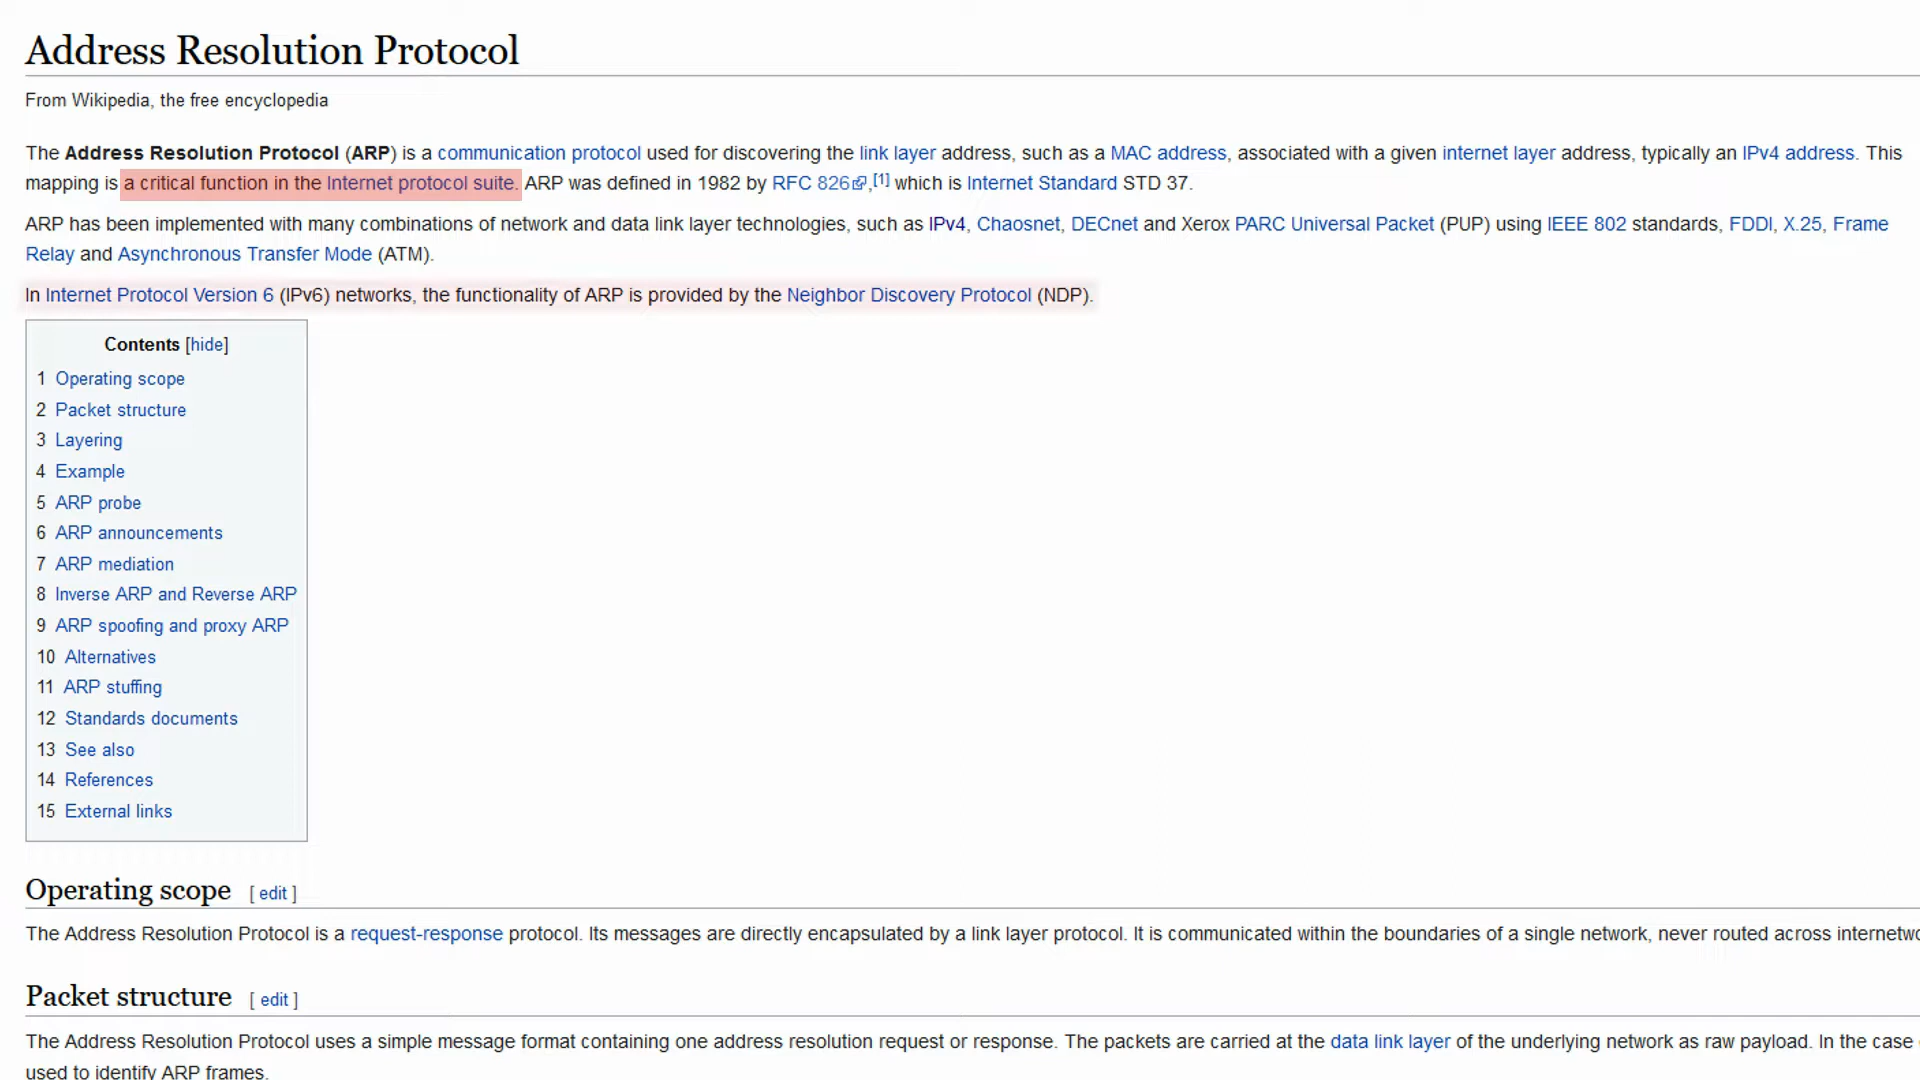 Address Resolution Protocol
From Wikipedia, the free encyclopedia
The Address Resolution Protocol (ARP) is a communication protocol used for discovering the link layer address, such as a MAC address, associated with a given internet layer address, typically an IPv4 address. This
mapping is a critical function in the Internet protocol suite. ARP was defined in 1982 by RFC 826,[1] which is Internet Standard STD 37.
ARP has been implemented with many combinations of network and data link layer technologies, such as IPv4, Chaosnet, DECnet and Xerox PARC Universal Packet (PUP) using IEEE 802 standards, FDDI, X.25, Frame
Relay and Asynchronous Transfer Mode (ATM).
In Internet Protocol Version 6 (IPv6) networks, the functionality of ARP is provided by the Neighbor Discovery Protocol (NDP).
Contents [hide]
1 Operating scope
2 Packet structure
3 Layering
4 Example
5 ARP probe
6 ARP announcements
7 ARP mediation
8 Inverse ARP and Reverse ARP
9 ARP spoofing and proxy ARP
10 Alternatives
11 ARP stuffing
12 Standards documents
13 See also
14 References
15 External links
Operating scope [ edit ]
The Address Resolution Protocol is a request-response protocol. Its messages are directly encapsulated by a link layer protocol. It is communicated within the boundaries of a single network, never routed across internetwo
Packet structure [ edit ]
The Address Resolution Protocol uses a simple message format containing one address resolution request or response. The packets are carried at the data link layer of the underlying network as raw payload. In the case
used to identify ARP frames.